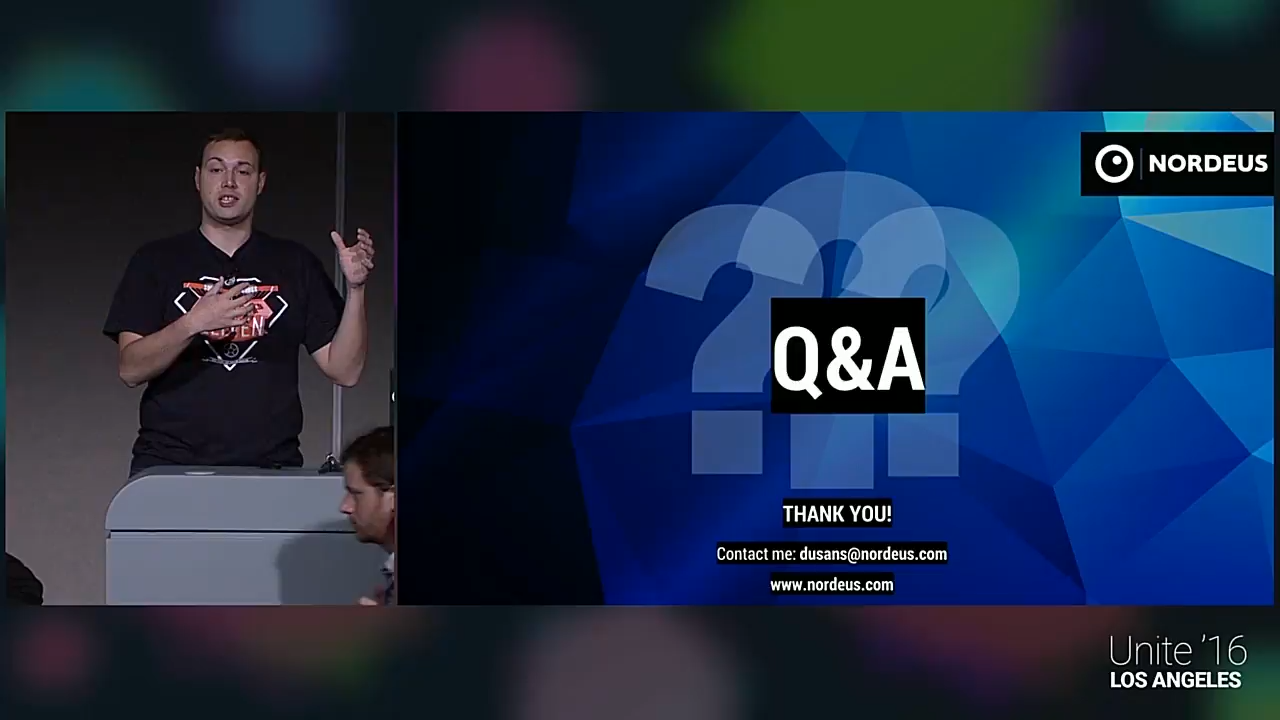 NORDEUS
Q&A
THANK YOU!
Contact me: dusans@nordeus.com
www.nordeus.com
Unite '16
LOS ANGELES